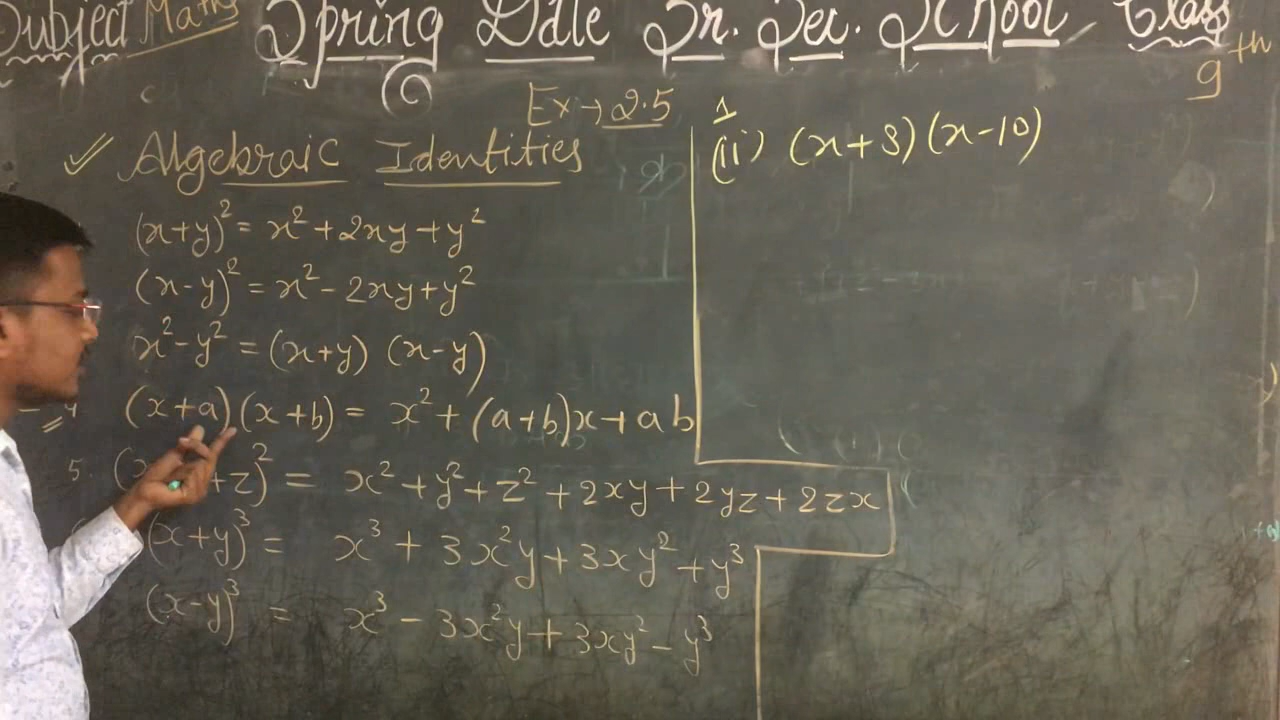 Subject Maths Spring Dale Sr. Sec. School Class 9th
Ex → 2.5
✓ Algebraic Identities
(x+y)² = x² + 2xy + y²
(x-y)² = x² - 2xy + y²
x² - y² = (x+y) (x-y)
(x+a)(x+b) = x² + (a+b)x + ab
5. (x +z)² = x² + y² + z² + 2xy + 2yz + 2zx
(x+y)³ = x³ + 3x²y + 3xy² + y³
(x-y)³ = x³ - 3x²y + 3xy² - y³
1
(ii) (x+8)(x-10)